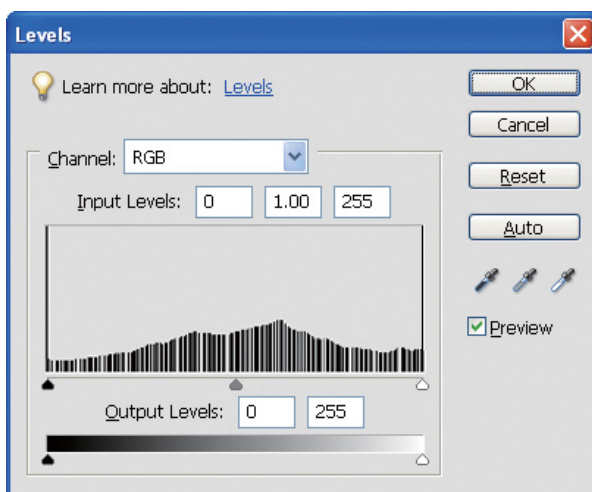 Levels
Learn more about: Levels
OK
Cancel
Channel: RGB
Reset
Input Levels: 0 1.00 255
Auto
Preview
Output Levels: 0 255